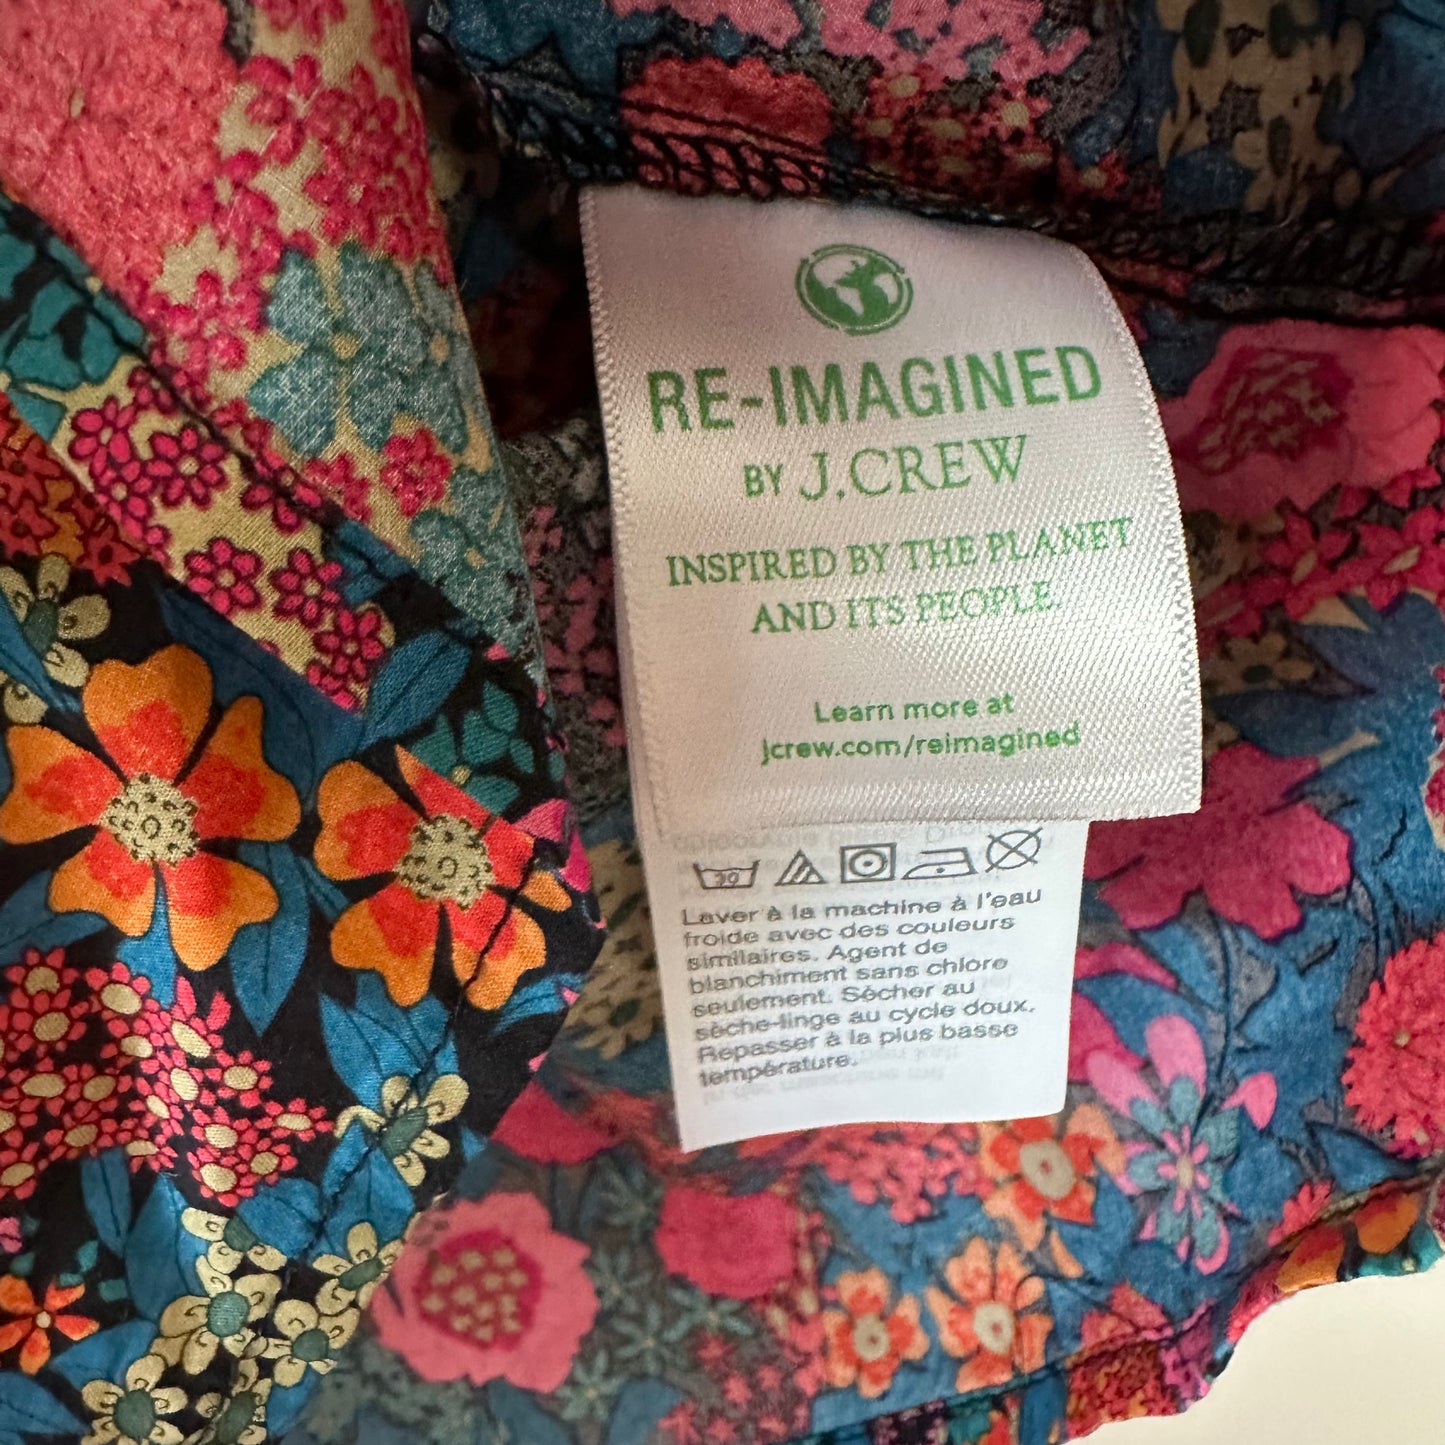 RE-IMAGINED
BY J.CREW
INSPIRED BY THE PLANET
AND ITS PEOPLE.
Learn more at
jcrew.com/reimagined
30
Laver à la machine à l'eau
froide avec des couleurs
similaires. Agent de
blanchiment sans chlore
seulement. Sécher au
sèche-linge au cycle doux.
Repasser à la plus basse
température.